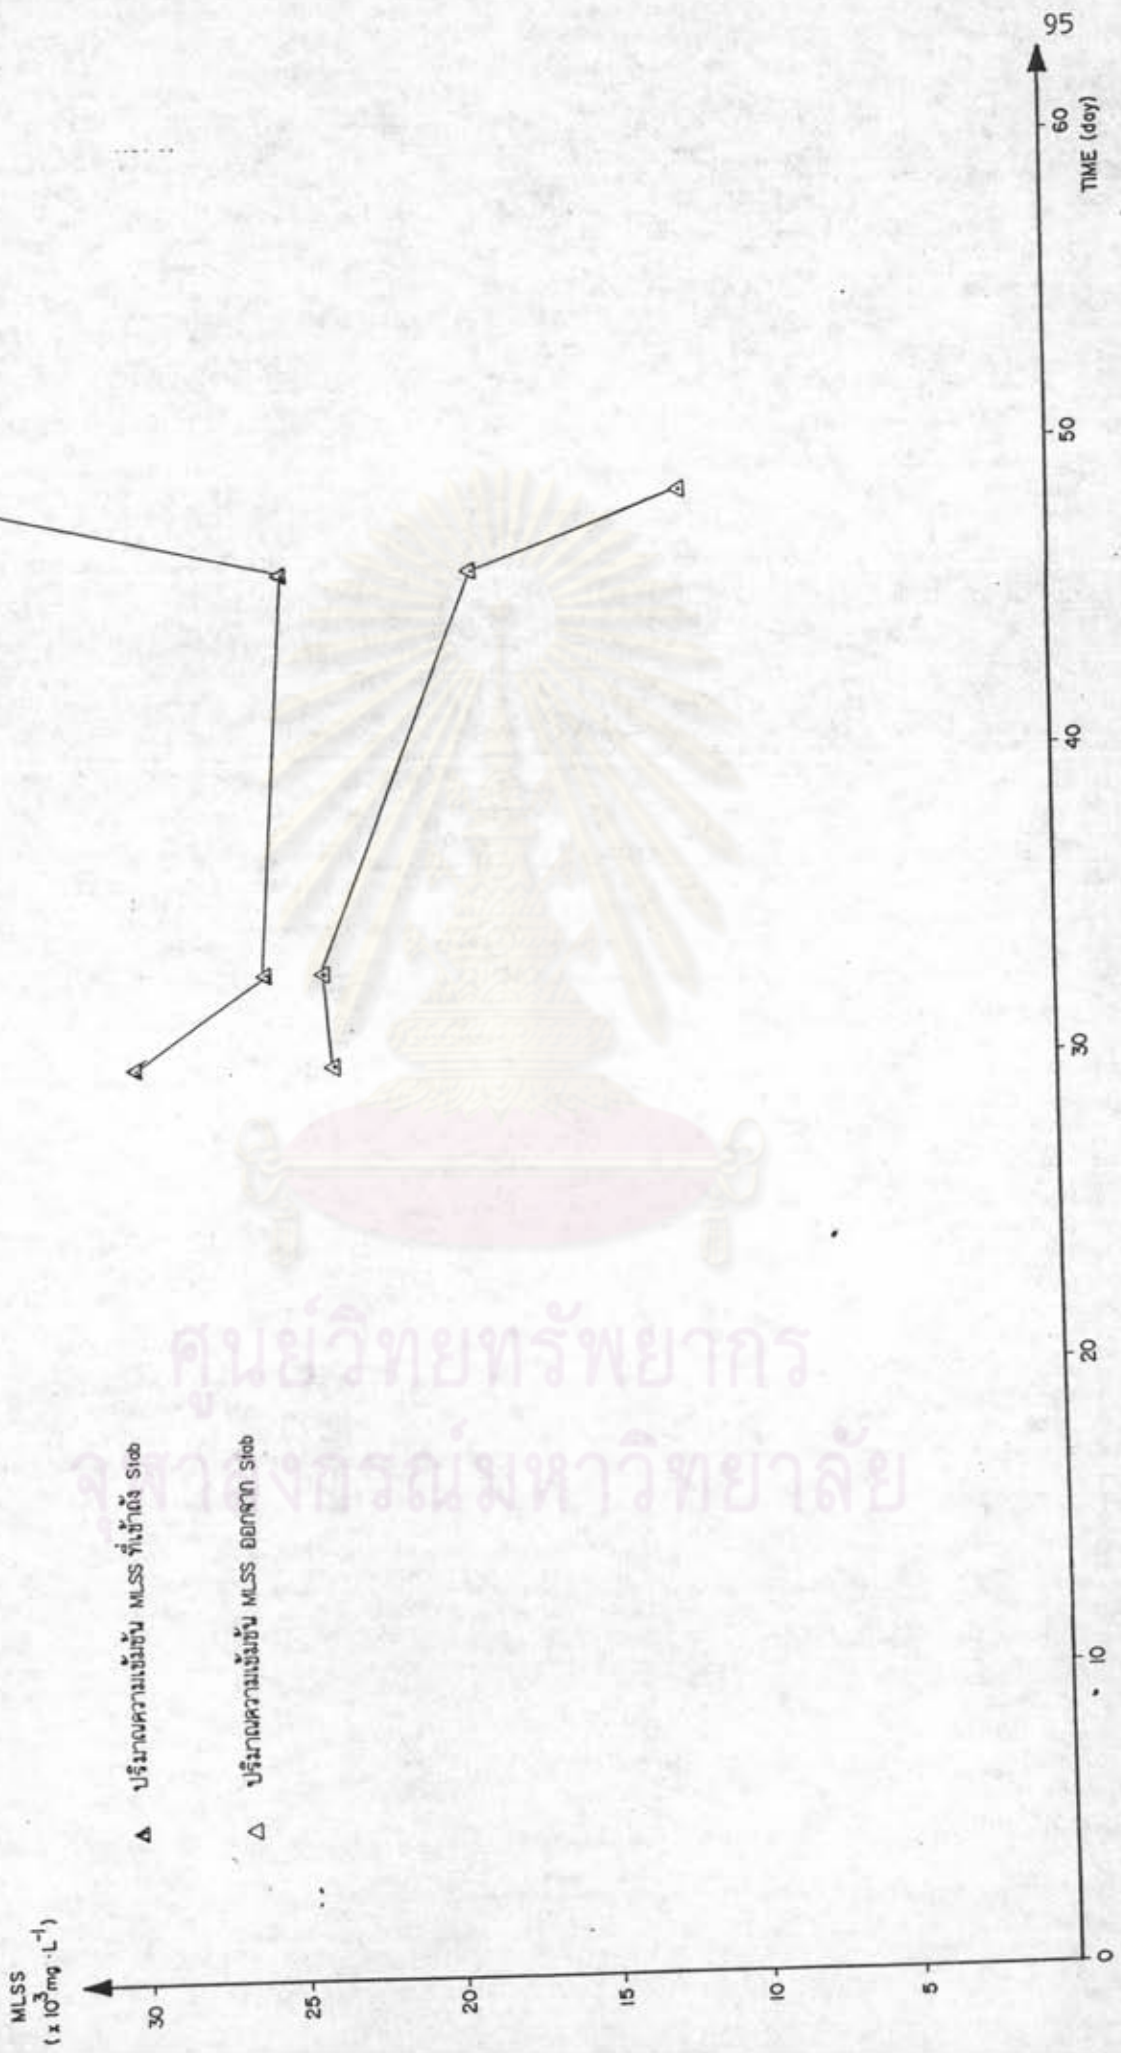 95
MLSS
(x 10³ mg·L⁻¹)
30
25
20
15
10
5
0
10
20
30
40
50
60
TIME (day)
▲ ปริมาณความเข้มข้น MLSS ที่เข้าถัง Stab
△ ปริมาณความเข้มข้น MLSS ออกจาก Stab
ศูนย์วิทยทรัพยากร
จุฬาลงกรณ์มหาวิทยาลัย